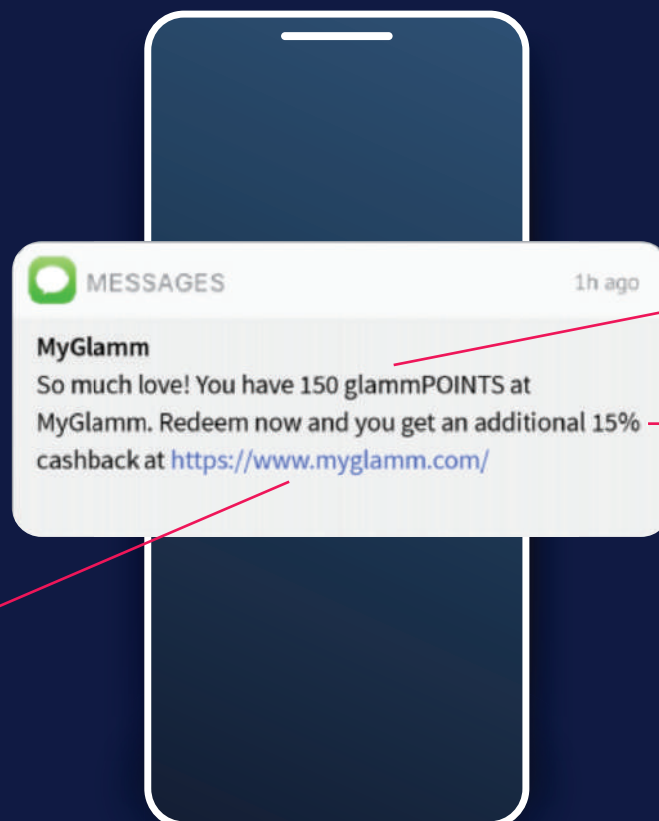 MESSAGES
1h ago
MyGlamm
So much love! You have 150 glammPOINTS at
MyGlamm. Redeem now and you get an additional 15%
cashback at https://www.myglamm.com/